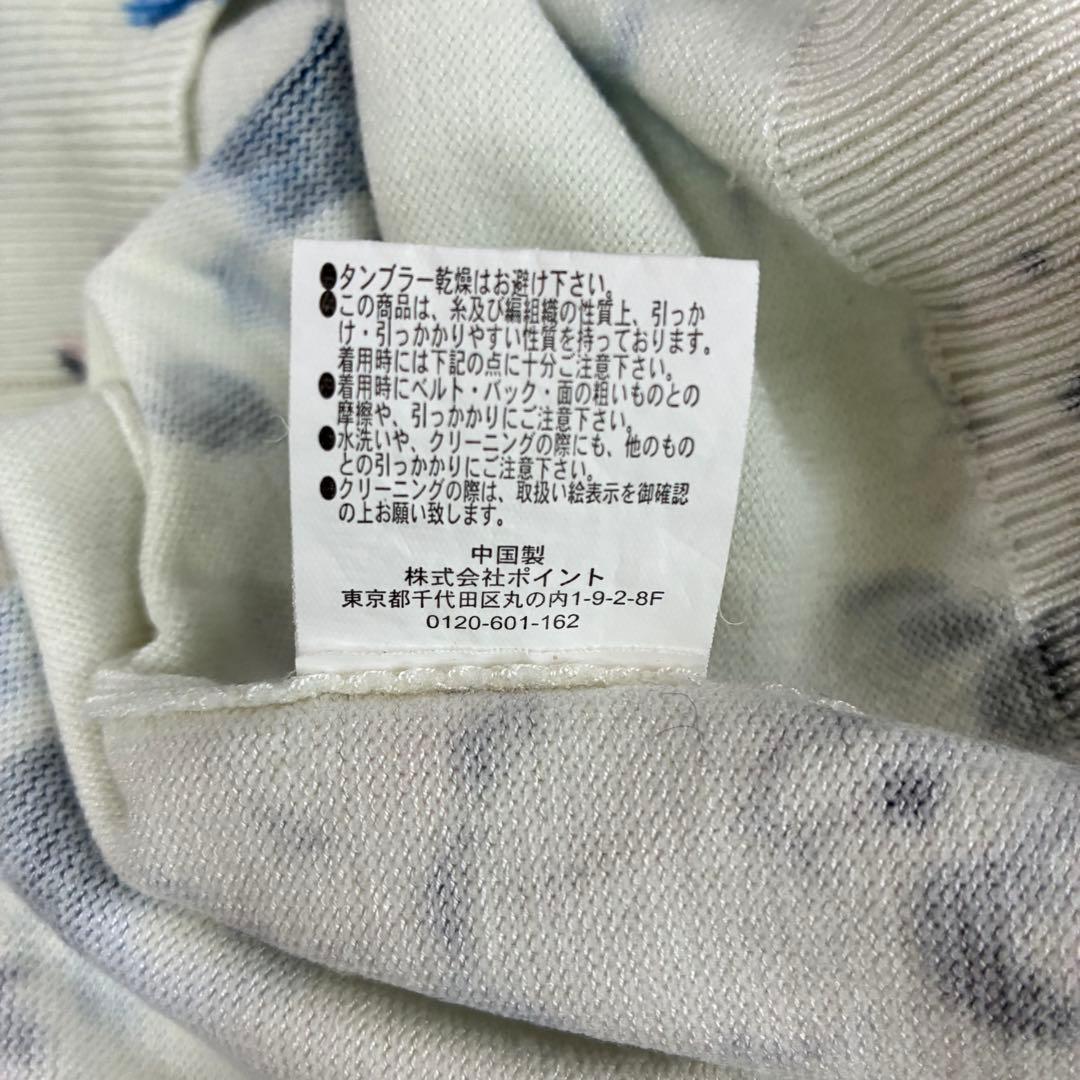 ●タンブラー乾燥はお避け下さい。
●この商品は、糸及び編組織の性質上、引っか
け・引っかかりやすい性質を持っております。
着用時には下記の点に十分ご注意下さい。
●着用時にベルト・バック・面の粗いものとの
摩擦や、引っかかりにご注意下さい。
●水洗いや、クリーニングの際にも、他のもの
との引っかかりにご注意下さい。
●クリーニングの際は、取扱い絵表示を御確認
の上お願い致します。
中国製
株式会社ポイント
東京都千代田区丸の内1-9-2-8F
0120-601-162